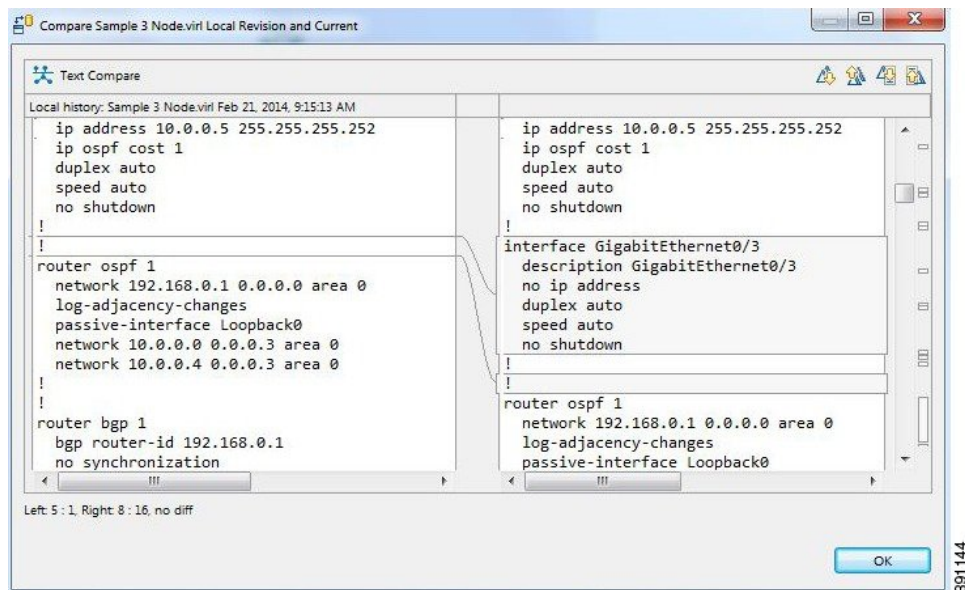 Compare Sample 3 Node.virl Local Revision and Current
Text Compare
Local history: Sample 3 Node.virl Feb 21, 2014, 9:15:13 AM
ip address 10.0.0.5 255.255.255.252
ip ospf cost 1
duplex auto
speed auto
no shutdown
!
!
router ospf 1
network 192.168.0.1 0.0.0.0 area 0
log-adjacency-changes
passive-interface Loopback0
network 10.0.0.0 0.0.0.3 area 0
network 10.0.0.4 0.0.0.3 area 0
!
!
router bgp 1
bgp router-id 192.168.0.1
no synchronization
ip address 10.0.0.5 255.255.255.252
ip ospf cost 1
duplex auto
speed auto
no shutdown
!
interface GigabitEthernet0/3
description GigabitEthernet0/3
no ip address
duplex auto
speed auto
no shutdown
!
!
router ospf 1
network 192.168.0.1 0.0.0.0 area 0
log-adjacency-changes
passive-interface Loopback0
Left: 5 : 1, Right: 8 : 16, no diff
OK
391144